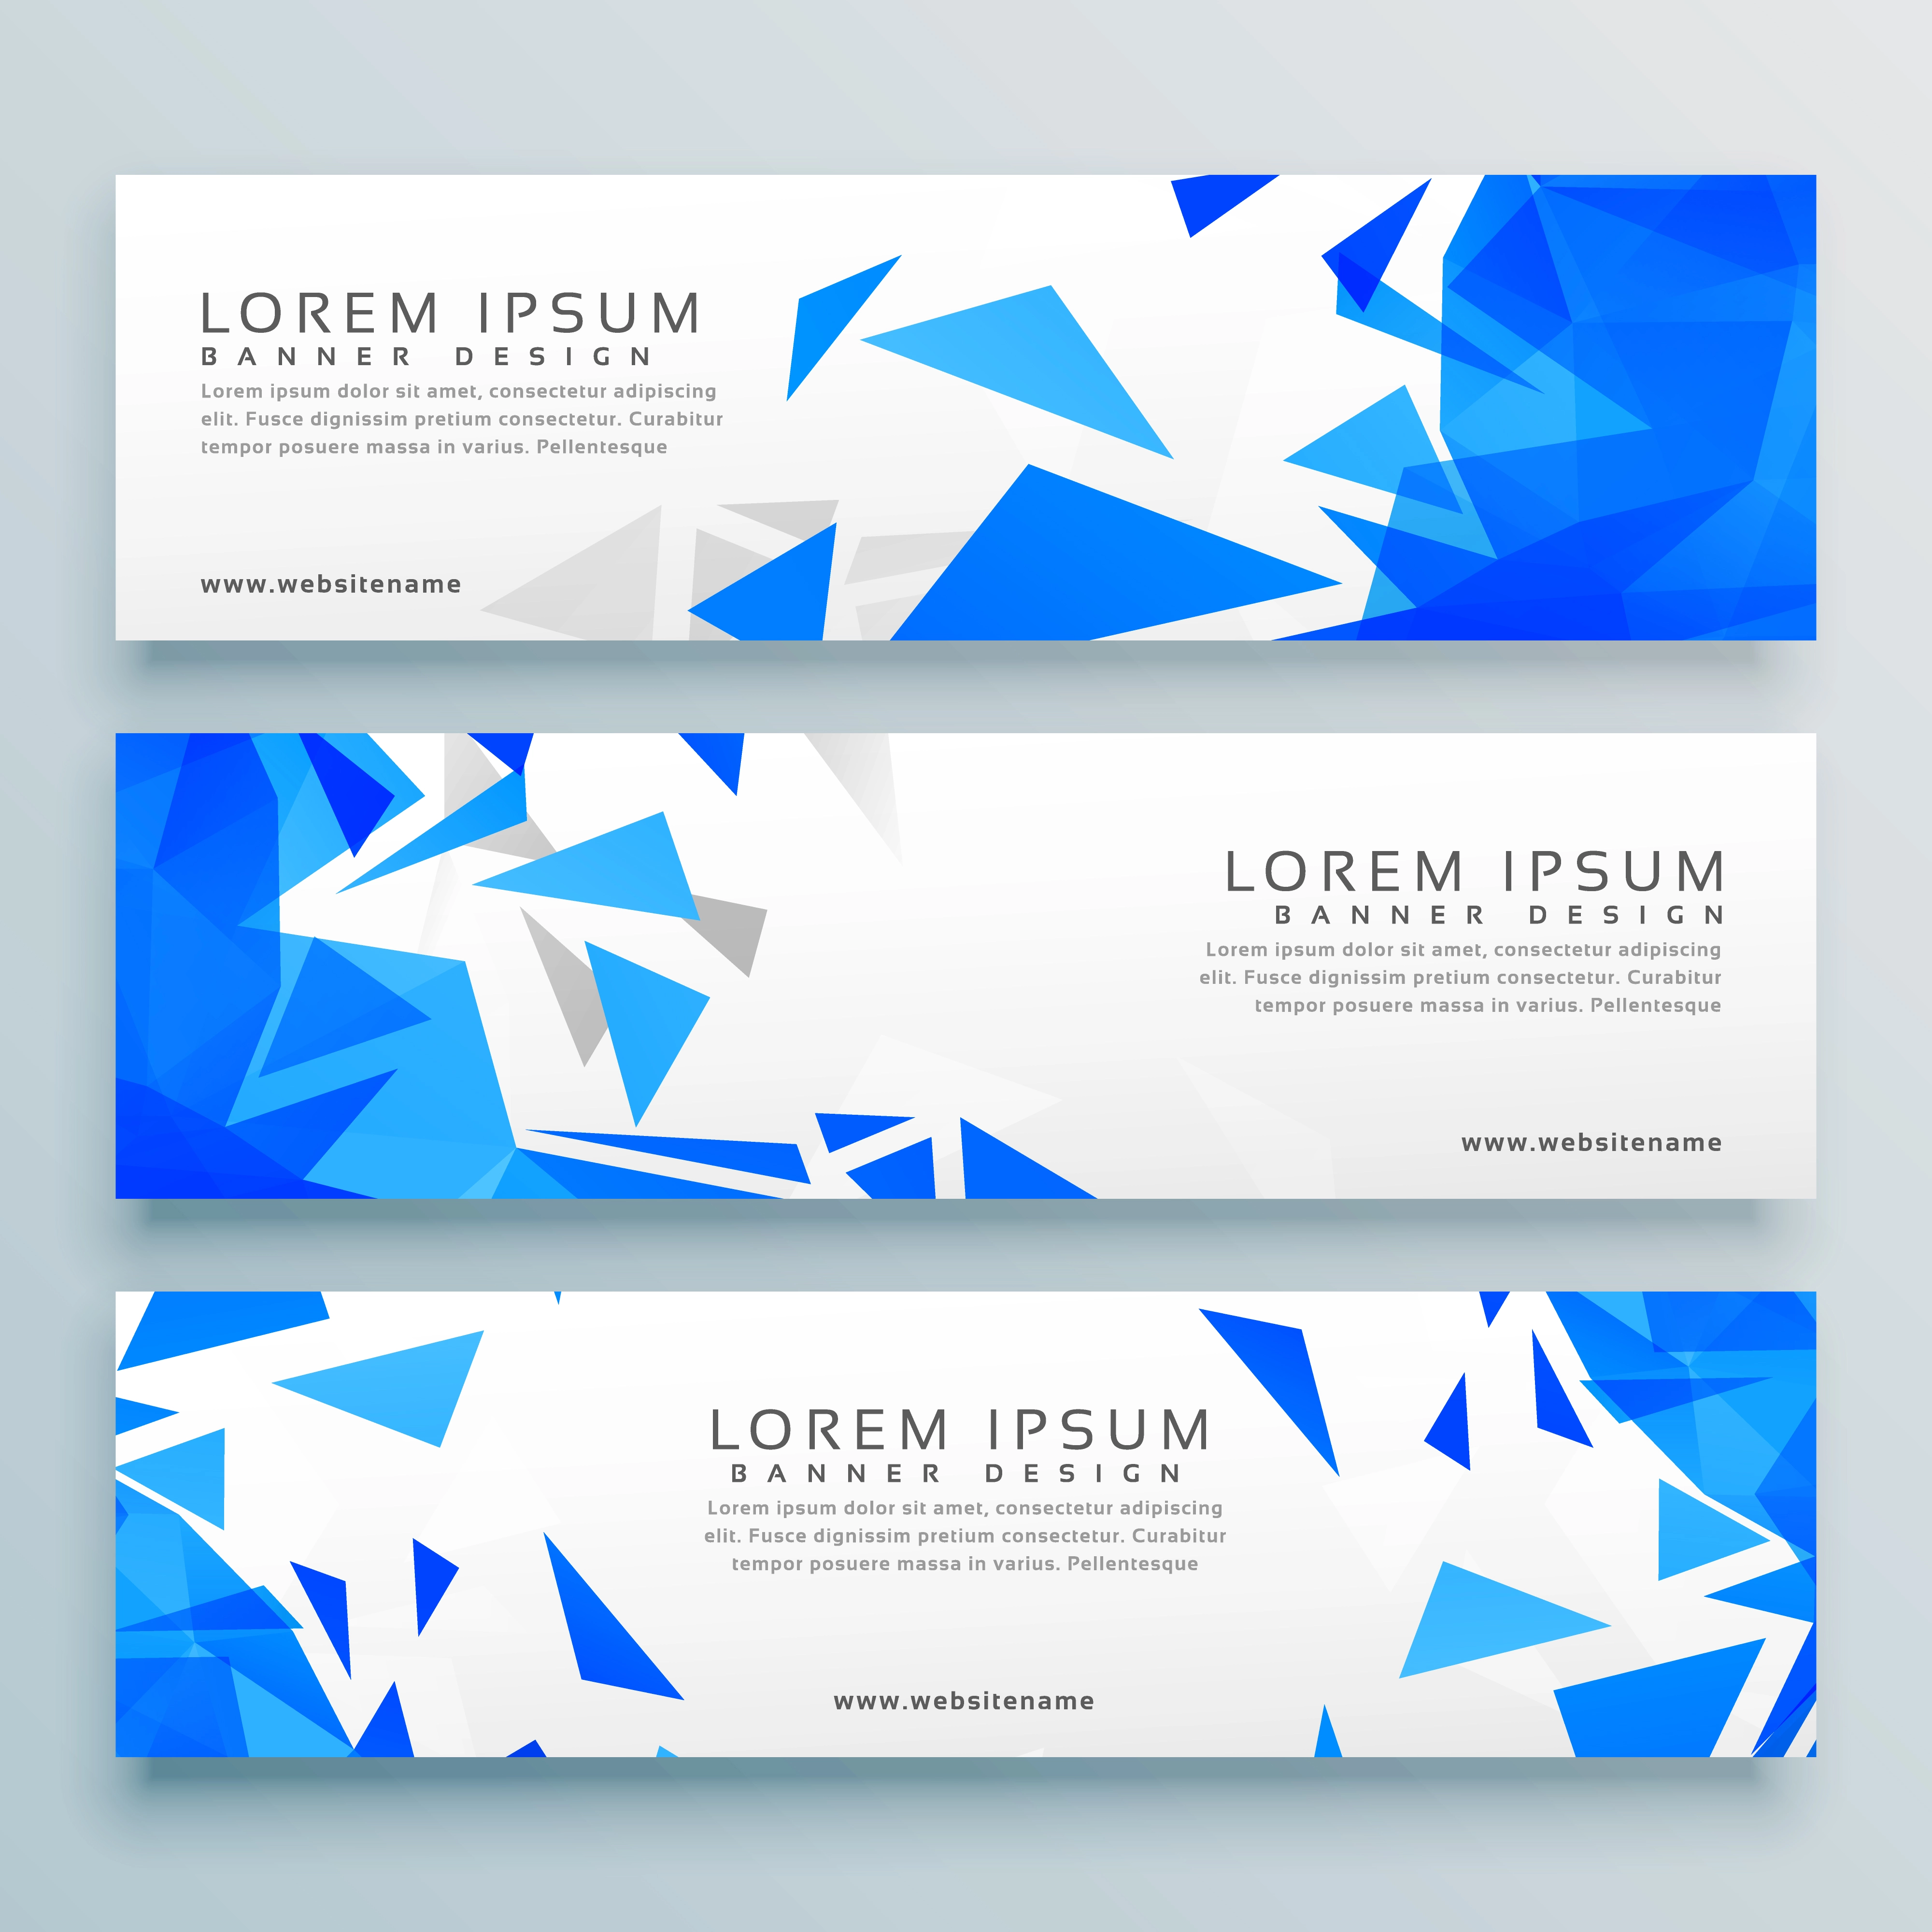 LOREM IPSUM
BANNER DESIGN
Lorem ipsum dolor sit amet, consectetur adipiscing
elit. Fusce dignissim pretium consectetur. Curabitur
tempor posuere massa in varius. Pellentesque
www.websitename
LOREM IPSUM
BANNER DESIGN
Lorem ipsum dolor sit amet, consectetur adipiscing
elit. Fusce dignissim pretium consectetur. Curabitur
tempor posuere massa in varius. Pellentesque
www.websitename
LOREM IPSUM
BANNER DESIGN
Lorem ipsum dolor sit amet, consectetur adipiscing
elit. Fusce dignissim pretium consectetur. Curabitur
tempor posuere massa in varius. Pellentesque
www.websitename